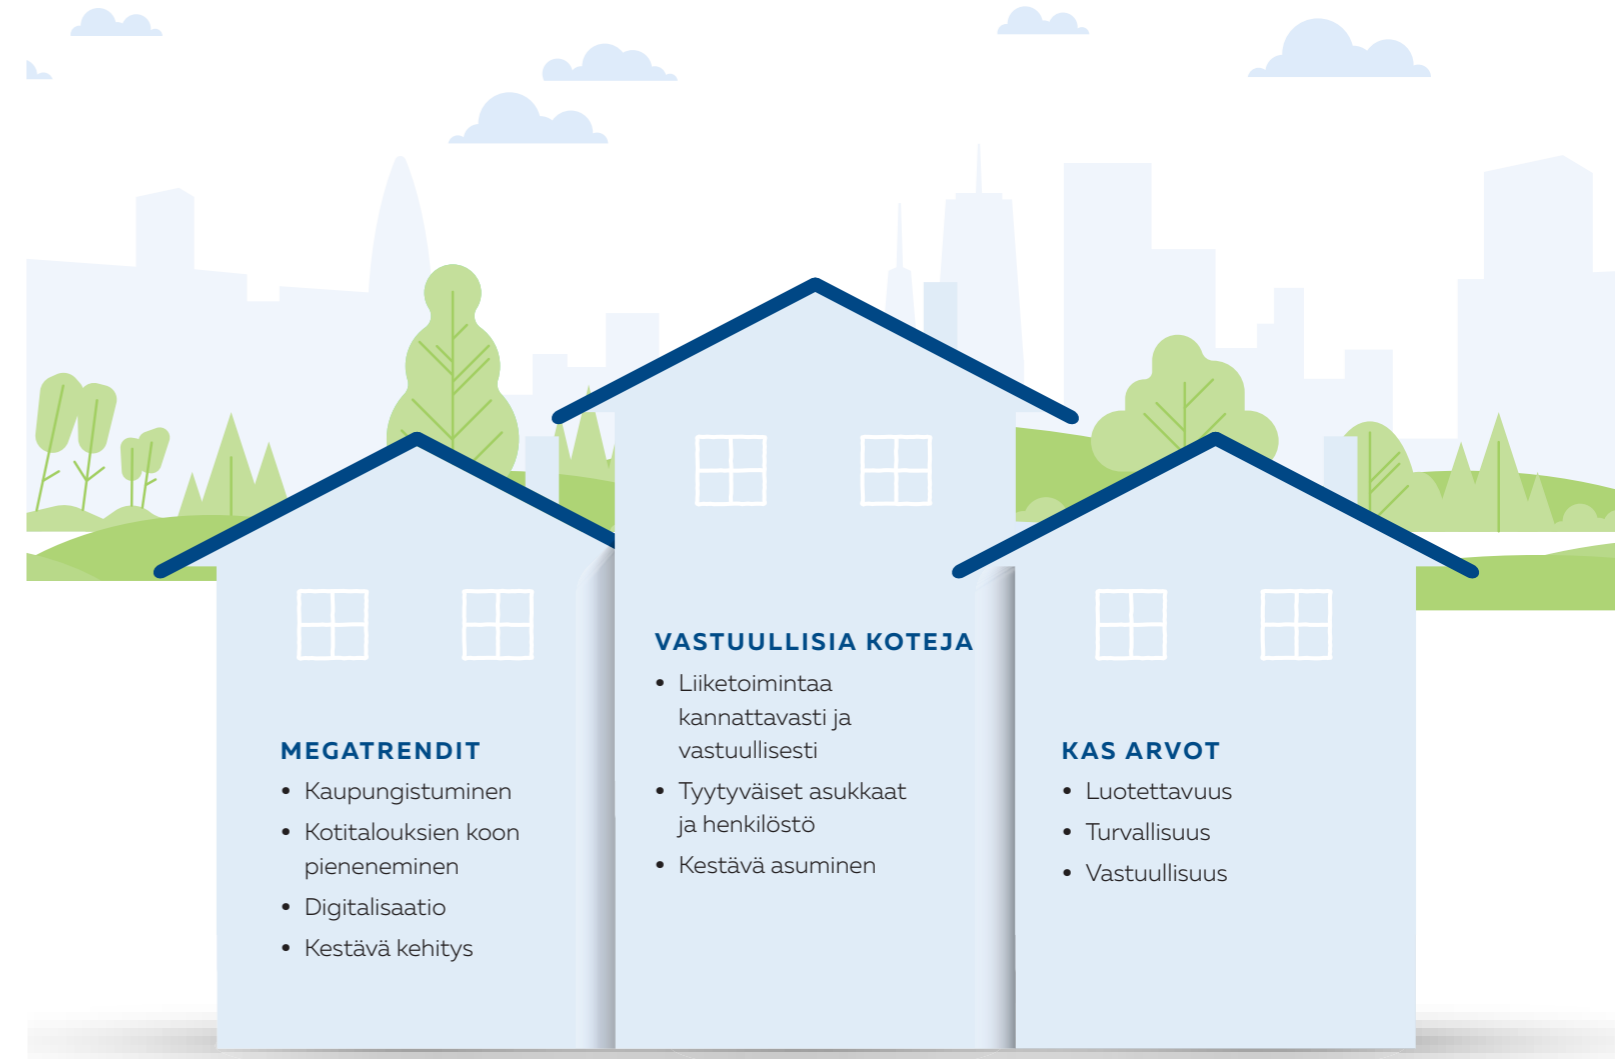 MEGATRENDIT
• Kaupungistuminen
• Kotitalouksien koon
pieneneminen
• Digitalisaatio
• Kestävä kehitys
VASTUULLISIA KOTEJA
• Liiketoimintaa
kannattavasti ja
vastuullisesti
• Tyytyväiset asukkaat
ja henkilöstö
• Kestävä asuminen
KAS ARVOT
• Luotettavuus
• Turvallisuus
• Vastuullisuus